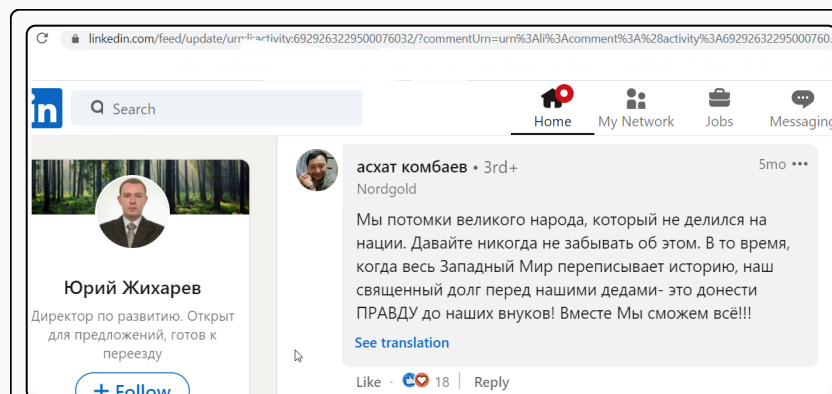 linkedin.com/feed/update/urn:li:activity:6929263229500076032/?commentUrn=urn%3Ali%3Acomment%3A%28activity%3A69292632295000760
in
Search
Home
My Network
Jobs
Messaging
асхат комбаев • 3rd+
5mo •••
Nordgold
Мы потомки великого народа, который не делился на
нации. Давайте никогда не забывать об этом. В то время,
когда весь Западный Мир переписывает историю, наш
священный долг перед нашими дедами- это донести
ПРАВДУ до наших внуков! Вместе Мы сможем всё!!!
See translation
Like · 18 | Reply
Юрий Жихарев
Директор по развитию. Открыт
для предложений, готов к
переезду
+ Follow